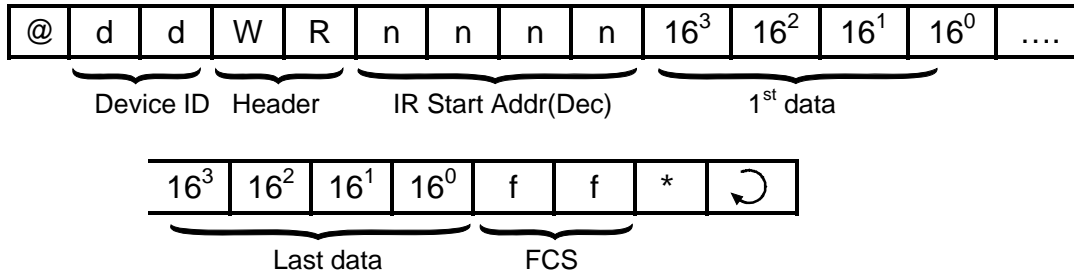 @ d d W R n n n n 16³ 16² 16¹ 16⁰ ....
Device ID Header IR Start Addr(Dec) 1ˢᵗ data
16³ 16² 16¹ 16⁰ f f *
Last data FCS